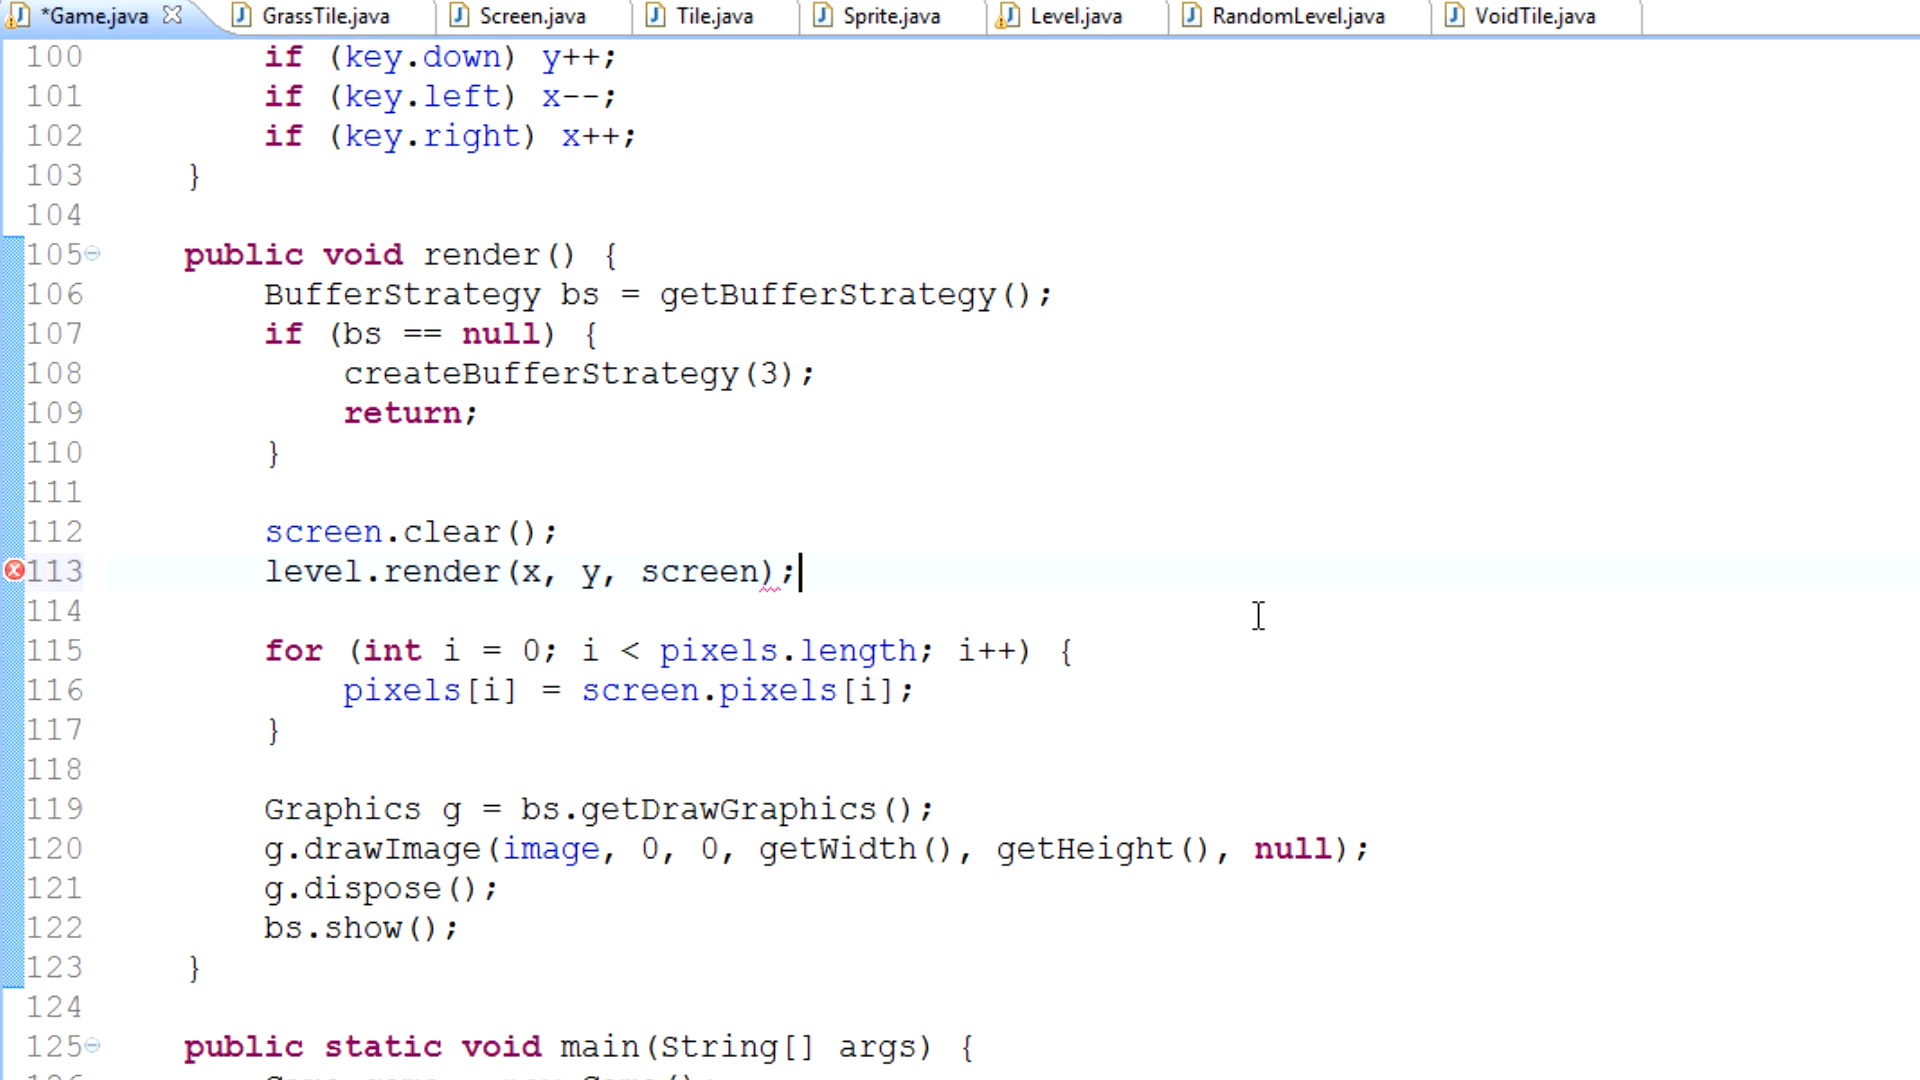 *Game.java GrassTile.java Screen.java Tile.java Sprite.java Level.java RandomLevel.java VoidTile.java
100 if (key.down) y++;
101 if (key.left) x--;
102 if (key.right) x++;
103 }
104
105 public void render() {
106 BufferStrategy bs = getBufferStrategy();
107 if (bs == null) {
108 createBufferStrategy(3);
109 return;
110 }
111
112 screen.clear();
113 level.render(x, y, screen);
114
115 for (int i = 0; i < pixels.length; i++) {
116 pixels[i] = screen.pixels[i];
117 }
118
119 Graphics g = bs.getDrawGraphics();
120 g.drawImage(image, 0, 0, getWidth(), getHeight(), null);
121 g.dispose();
122 bs.show();
123 }
124
125 public static void main(String[] args) {